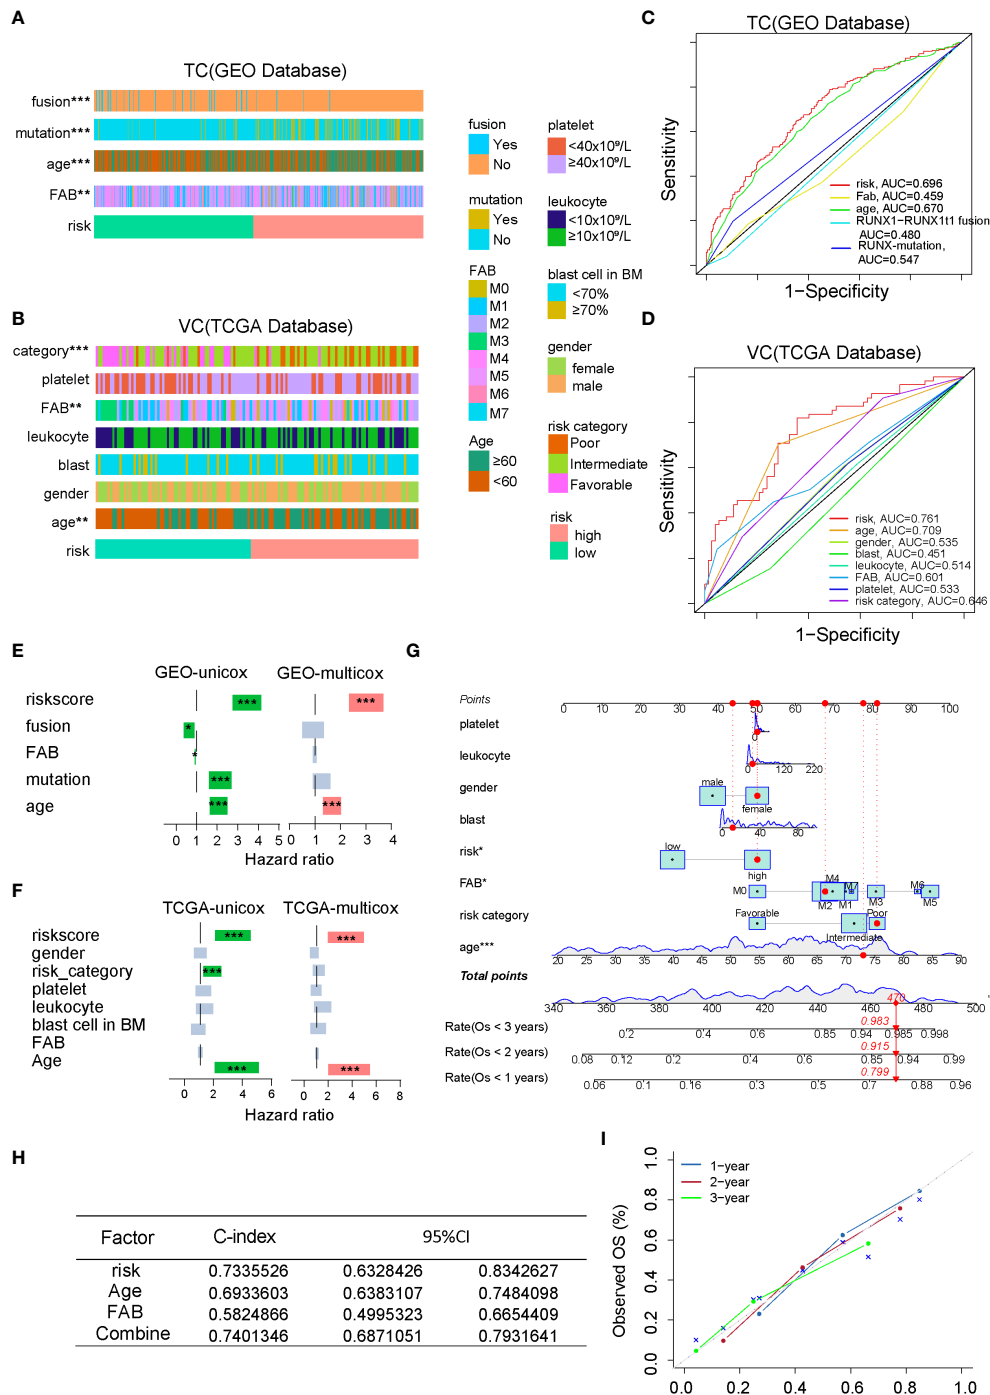 A
TC(GEO Database)
fusion***
mutation***
age***
FAB**
risk
B
VC(TCGA Database)
category***
platelet
FAB**
leukocyte
blast
gender
age**
risk
fusion
Yes
No
mutation
Yes
No
FAB
M0
M1
M2
M3
M4
M5
M6
M7
Age
≥60
<60
platelet
<40x10⁹/L
≥40x10⁹/L
leukocyte
<10x10⁹/L
≥10x10⁹/L
blast cell in BM
<70%
≥70%
gender
female
male
risk category
Poor
Intermediate
Favorable
risk
high
low
C
TC(GEO Database)
Sensitivity
risk, AUC=0.696
Fab, AUC=0.459
age, AUC=0.670
RUNX1−RUNX1t1 fusion
AUC=0.480
RUNX-mutation,
AUC=0.547
1−Specificity
D
VC(TCGA Database)
Sensitivity
risk, AUC=0.761
age, AUC=0.709
gender, AUC=0.535
blast, AUC=0.451
leukocyte, AUC=0.514
FAB, AUC=0.601
platelet, AUC=0.533
risk category, AUC=0.646
1−Specificity
E
GEO-unicox GEO-multicox
riskscore *** ***
fusion *
FAB *
mutation ***
age *** ***
0 1 2 3 4 5 0 1 2 3 4
Hazard ratio
F
TCGA-unicox TCGA-multicox
riskscore *** ***
gender
risk_category ***
platelet
leukocyte
blast cell in BM
FAB
Age *** ***
0 2 4 6 0 2 4 6 8
Hazard ratio
G
Points
0 10 20 30 40 50 60 70 80 90 100
platelet
0
leukocyte
0 120 220
gender
male
female
blast
0 40 80
risk*
low
high
FAB*
M0 M4 M7 M6
M2 M1 M3 M5
risk category
Favorable Poor
Intermediate
age***
20 25 30 35 40 45 50 55 60 65 70 75 80 85 90
Total points
470
340 360 380 400 420 440 460 480 500
Rate(Os < 3 years) 0.983
0.2 0.4 0.6 0.85 0.94 0.985 0.998
Rate(Os < 2 years) 0.915
0.08 0.12 0.2 0.4 0.6 0.85 0.94 0.99
Rate(Os < 1 years) 0.799
0.06 0.1 0.16 0.3 0.5 0.7 0.88 0.96
H
Factor C-index 95%CI
risk 0.7335526 0.6328426 0.8342627
Age 0.6933603 0.6383107 0.7484098
FAB 0.5824866 0.4995323 0.6654409
Combine 0.7401346 0.6871051 0.7931641
I
1−year
2−year
3−year
Observed OS (%)
0.0 0.2 0.4 0.6 0.8 1.0
0.0 0.2 0.4 0.6 0.8 1.0